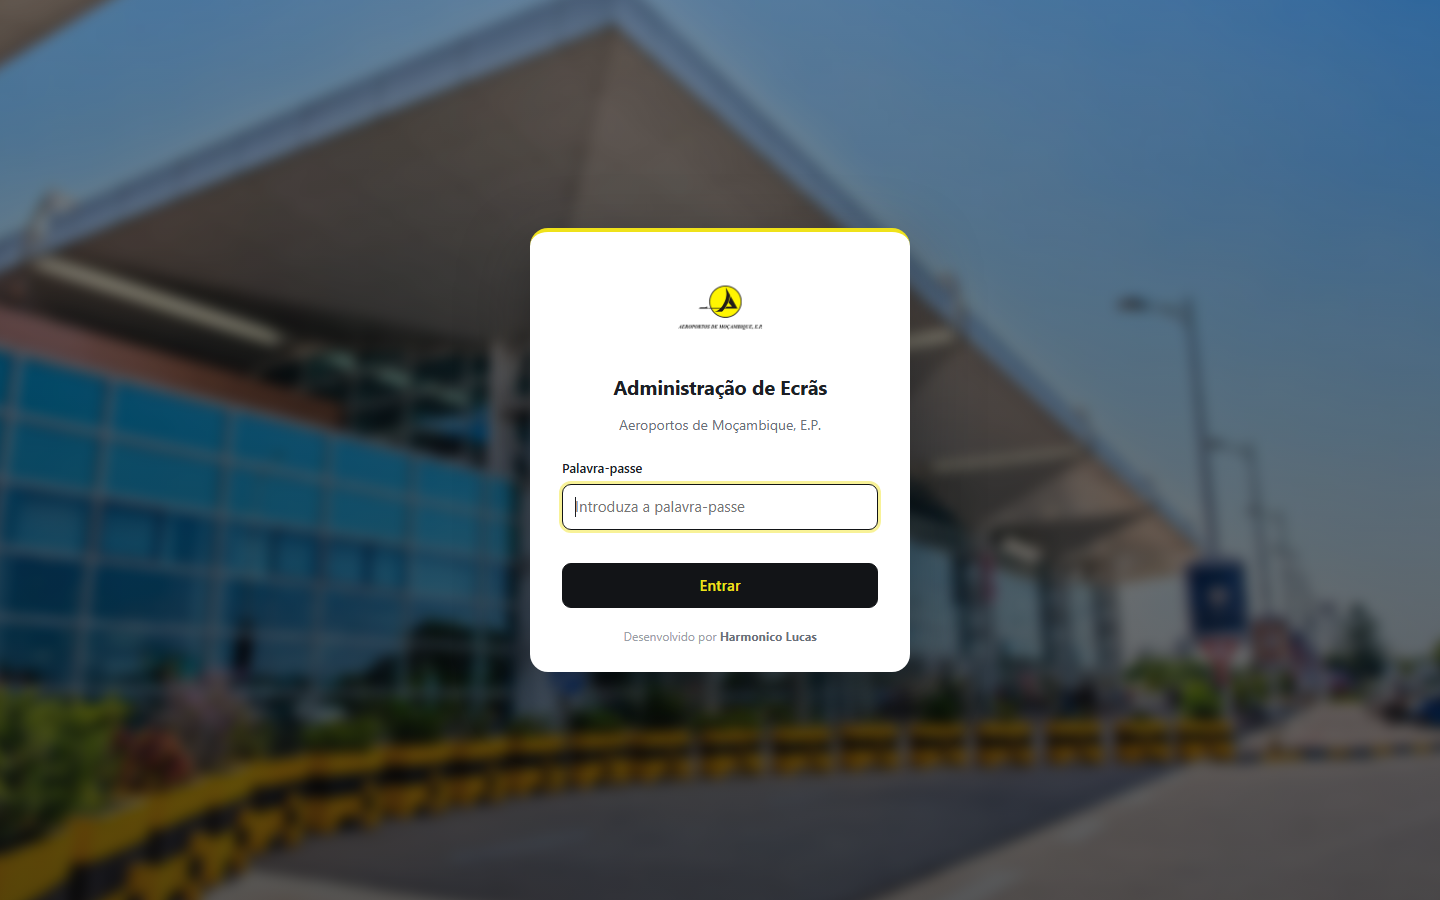 AEROPORTOS DE MOÇAMBIQUE, E.P.
Administração de Ecrãs
Aeroportos de Moçambique, E.P.
Palavra-passe
Introduza a palavra-passe
Entrar
Desenvolvido por Harmonico Lucas